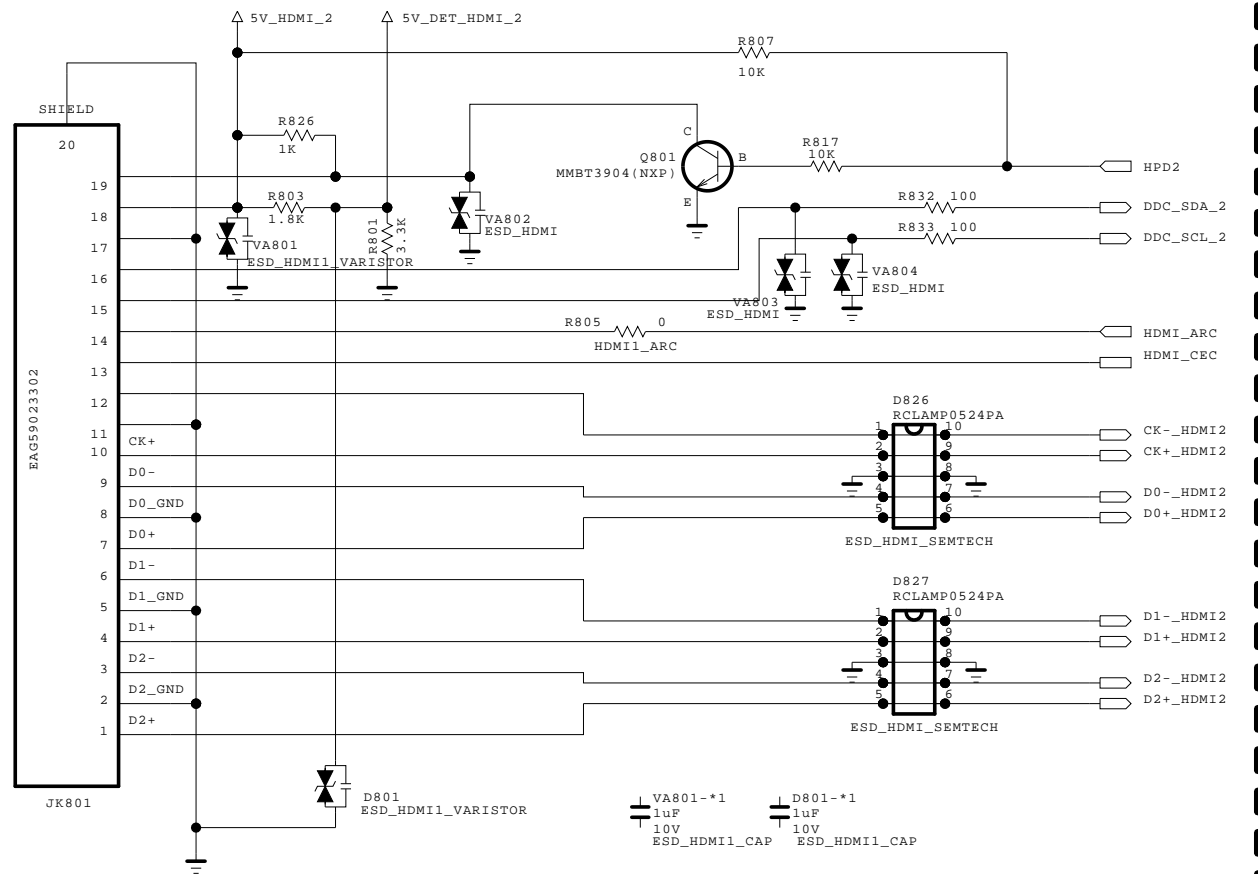 5V_HDMI_2
5V_DET_HDMI_2
R807
10K
SHIELD
20
R826
1K
C
Q801
MMBT3904(NXP)
B
E
R817
10K
HPD2
19
R803
1.8K
VA802
ESD_HDMI
R832 100
DDC_SDA_2
18
R801
3.3K
R833 100
DDC_SCL_2
17
VA801
ESD_HDMI1_VARISTOR
16
VA804
ESD_HDMI
VA803
ESD_HDMI
15
R805 0
HDMI1_ARC
HDMI_ARC
14
HDMI_CEC
13
EAG59023302
12
D826
RCLAMP0524PA
11
CK+
1
10
CK-_HDMI2
10
2
9
CK+_HDMI2
D0-
3
8
9
4
7
D0-_HDMI2
D0_GND
8
5
6
D0+_HDMI2
D0+
ESD_HDMI_SEMTECH
7
D1-
6
D827
RCLAMP0524PA
D1_GND
5
1
10
D1-_HDMI2
D1+
4
2
9
D1+_HDMI2
D2-
3
8
3
4
7
D2-_HDMI2
D2_GND
2
5
6
D2+_HDMI2
D2+
1
ESD_HDMI_SEMTECH
JK801
D801
ESD_HDMI1_VARISTOR
VA801-*1
1uF
10V
ESD_HDMI1_CAP
D801-*1
1uF
10V
ESD_HDMI1_CAP